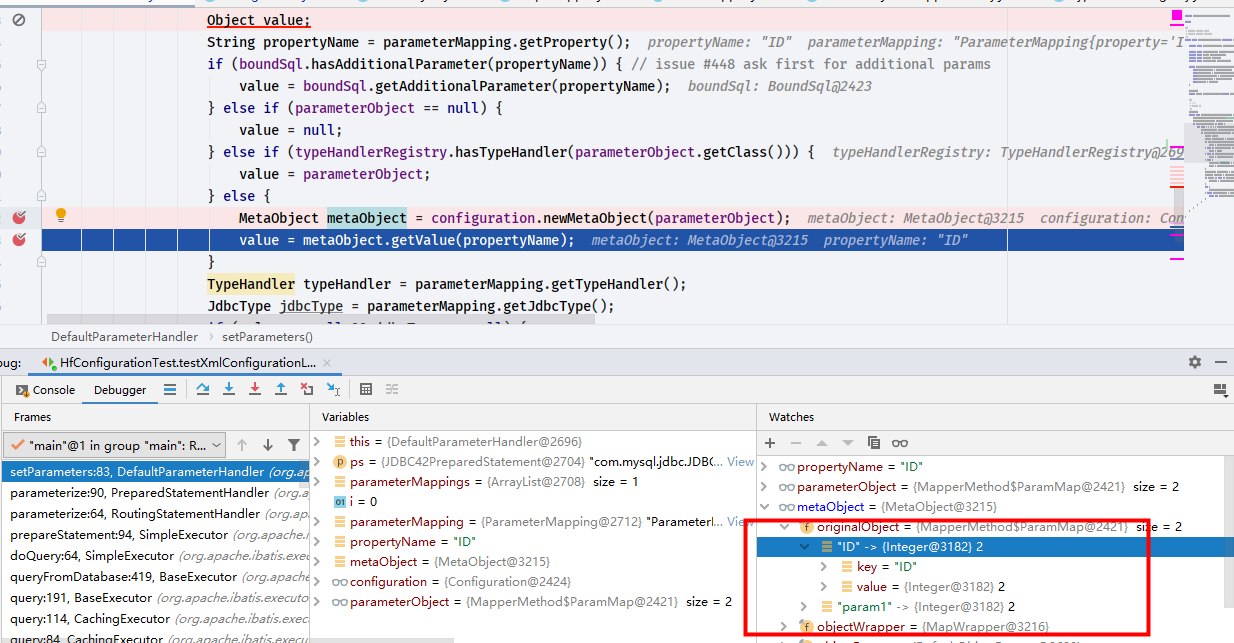 Object value;
String propertyName = parameterMapping.getProperty(); propertyName: "ID" parameterMapping: "ParameterMapping{property='I
if (boundSql.hasAdditionalParameter(propertyName)) { // issue #448 ask first for additional params
value = boundSql.getAdditionalParameter(propertyName); boundSql: BoundSql@2423
} else if (parameterObject == null) {
value = null;
} else if (typeHandlerRegistry.hasTypeHandler(parameterObject.getClass())) { typeHandlerRegistry: TypeHandlerRegistry@269
value = parameterObject;
} else {
MetaObject metaObject = configuration.newMetaObject(parameterObject); metaObject: MetaObject@3215 configuration: Con
value = metaObject.getValue(propertyName); metaObject: MetaObject@3215 propertyName: "ID"
}
TypeHandler typeHandler = parameterMapping.getTypeHandler();
JdbcType jdbcType = parameterMapping.getJdbcType();
DefaultParameterHandler › setParameters()
bug: HfConfigurationTest.testXmlConfigurationL... ×
Console Debugger
Frames
"main"@1 in group "main": R...
setParameters:83, DefaultParameterHandler (org.ap
parameterize:90, PreparedStatementHandler (org.a
parameterize:64, RoutingStatementHandler (org.ap
prepareStatement:94, SimpleExecutor (org.apache.
doQuery:64, SimpleExecutor (org.apache.ibatis.exec
queryFromDatabase:419, BaseExecutor (org.apache
query:191, BaseExecutor (org.apache.ibatis.executo
query:114, CachingExecutor (org.apache.ibatis.exec
query:84, CachingExecutor (org.apache.ibatis.exec
Variables
this = {DefaultParameterHandler@2696}
ps = {JDBC42PreparedStatement@2704} "com.mysql.jdbc.JDBC... View
parameterMappings = {ArrayList@2708} size = 1
i = 0
parameterMapping = {ParameterMapping@2712} "ParameterI... View
propertyName = "ID"
metaObject = {MetaObject@3215}
configuration = {Configuration@2424}
parameterObject = {MapperMethod$ParamMap@2421} size = 2
Watches
propertyName = "ID"
parameterObject = {MapperMethod$ParamMap@2421} size = 2
metaObject = {MetaObject@3215}
originalObject = {MapperMethod$ParamMap@2421} size = 2
"ID" -> {Integer@3182} 2
key = "ID"
value = {Integer@3182} 2
"param1" -> {Integer@3182} 2
objectWrapper = {MapWrapper@3216}